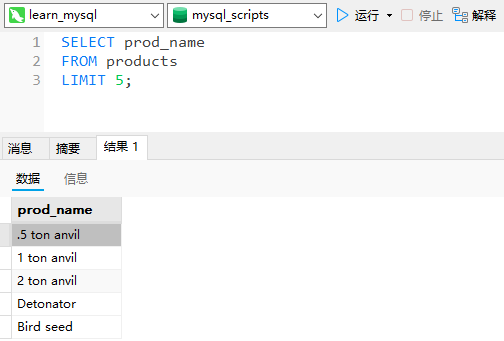 learn_mysql mysql_scripts 运行 停止 解释
1 SELECT prod_name
2 FROM products
3 LIMIT 5;
消息 摘要 结果 1
数据 信息
prod_name
.5 ton anvil
1 ton anvil
2 ton anvil
Detonator
Bird seed